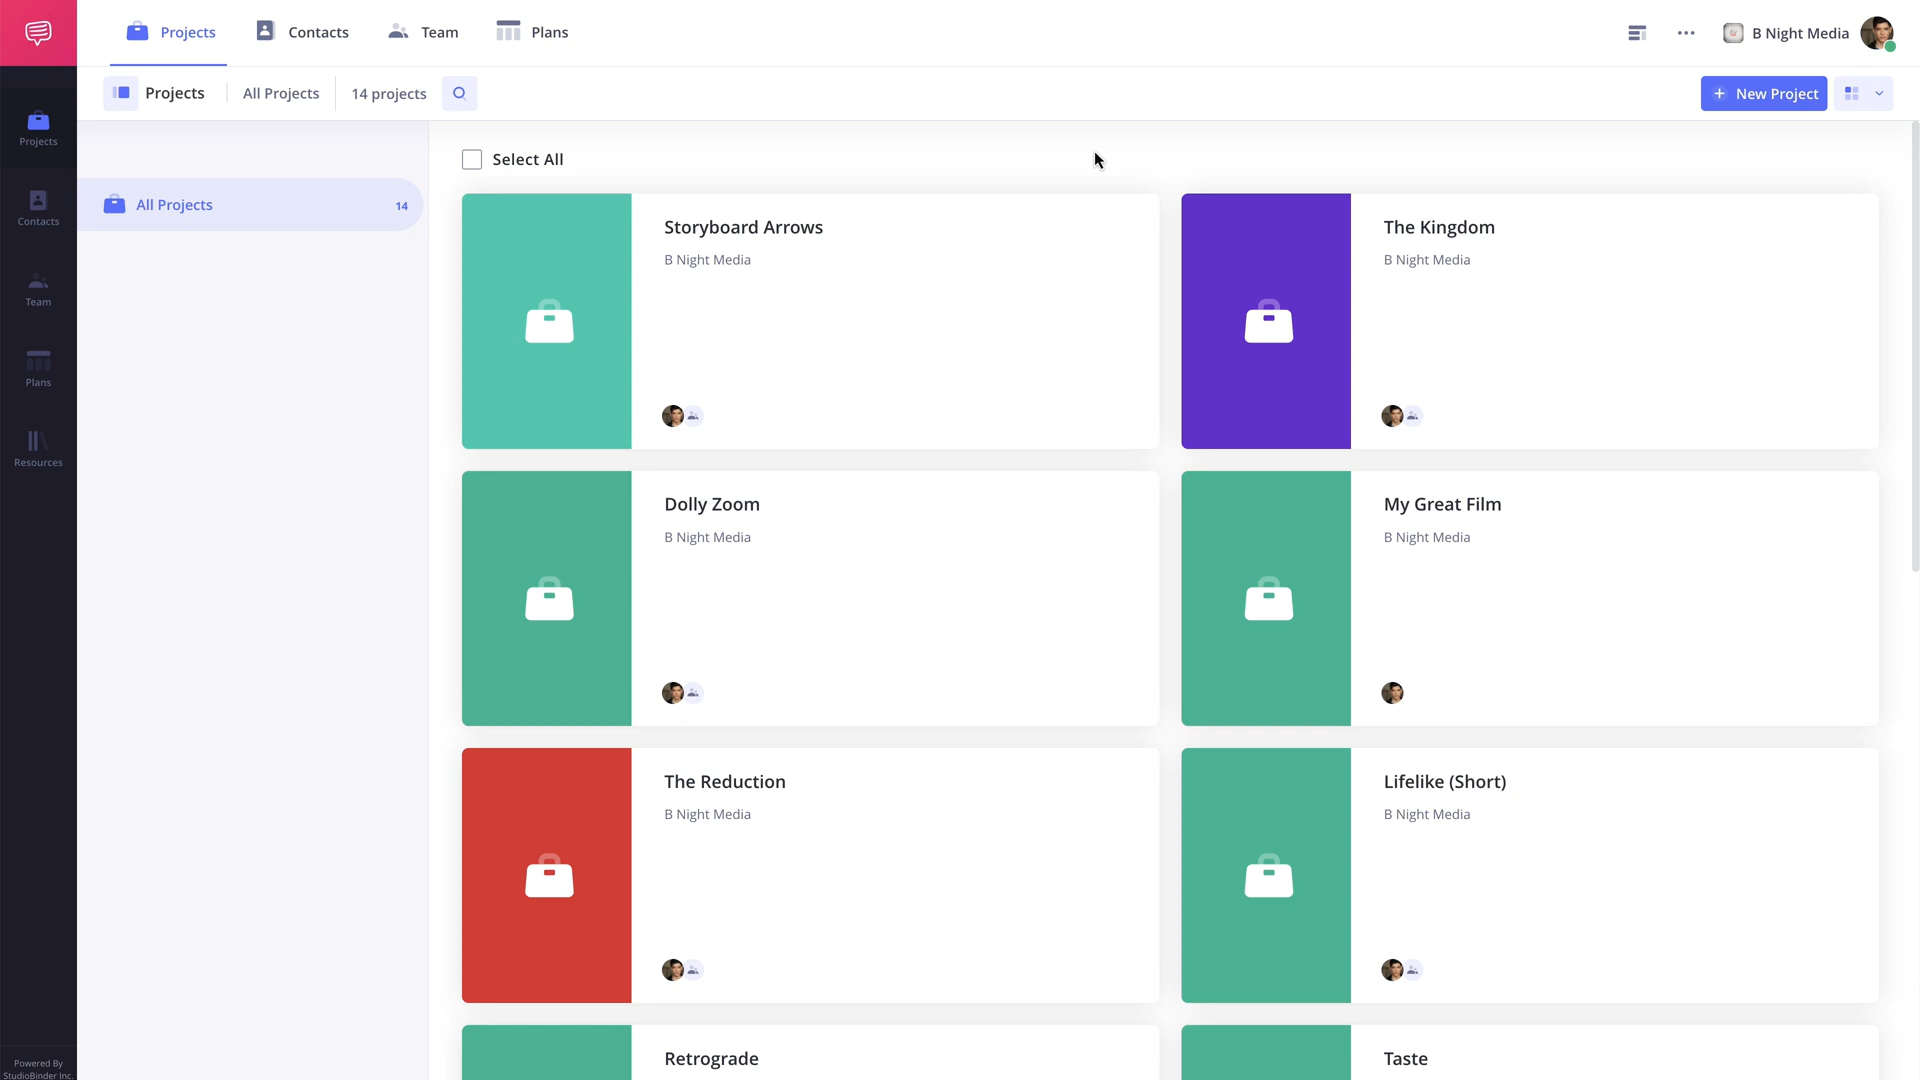 Projects
Contacts
Team
Plans
B Night Media
Projects
All Projects
14 projects
+ New Project
Projects
Contacts
Team
Plans
Resources
Powered By
StudioBinder Inc.
All Projects 14
Select All
Storyboard Arrows
B Night Media
The Kingdom
B Night Media
Dolly Zoom
B Night Media
My Great Film
B Night Media
The Reduction
B Night Media
Lifelike (Short)
B Night Media
Retrograde
Taste